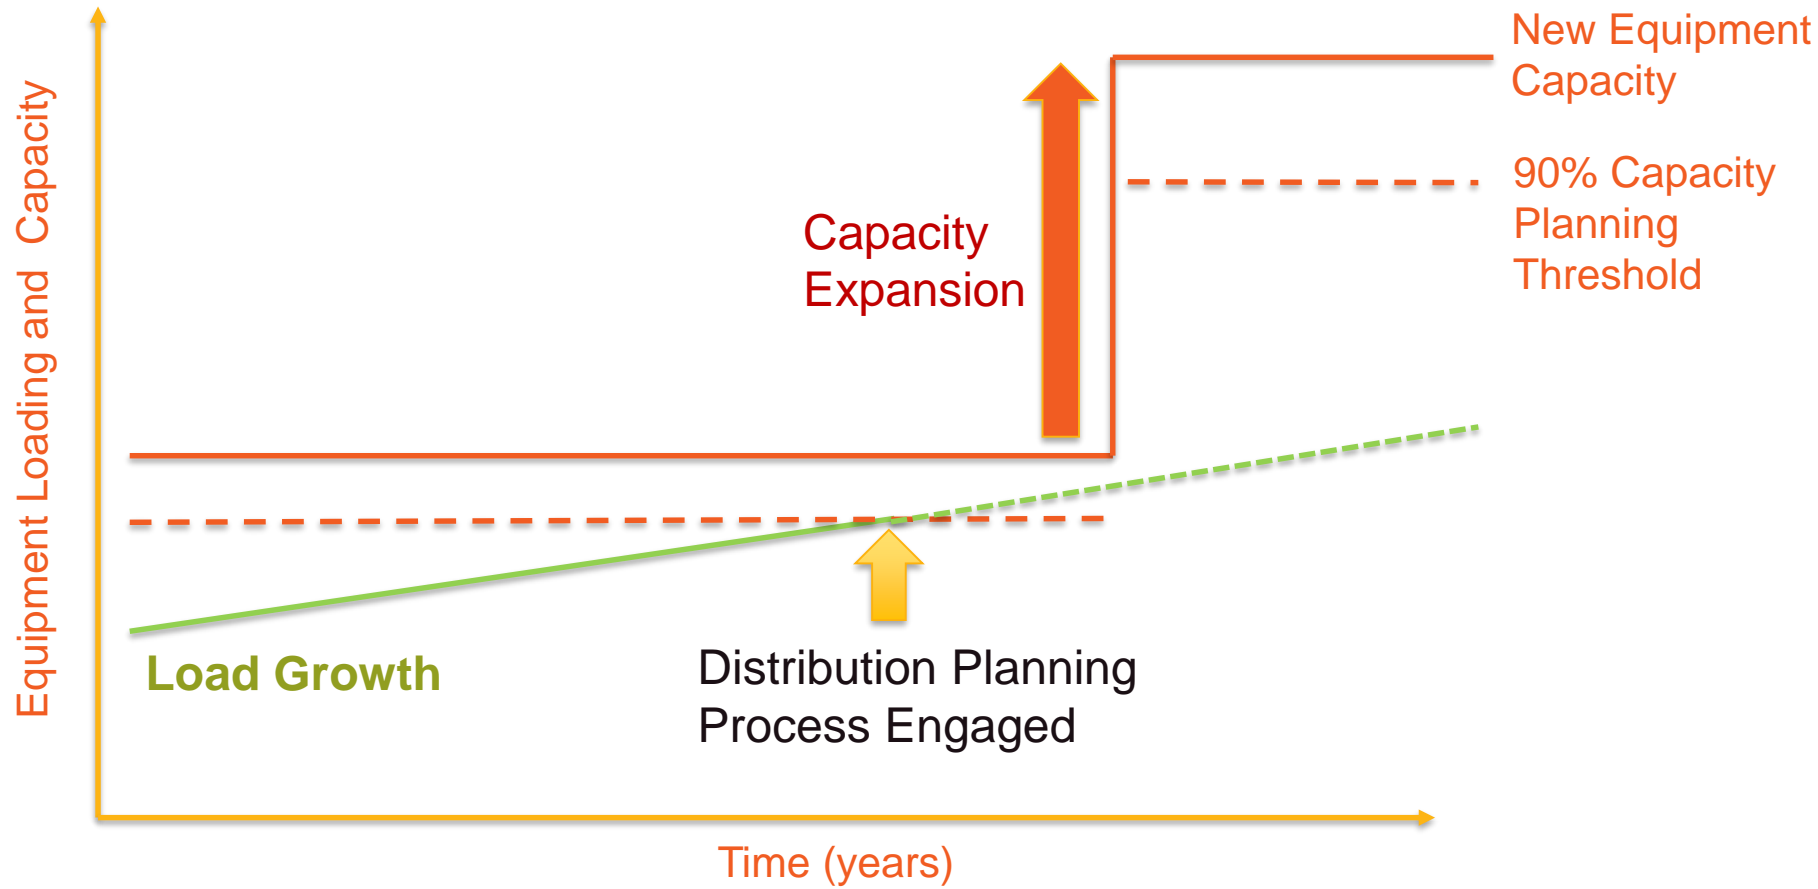 New Equipment
Capacity
90% Capacity
Planning
Threshold
Capacity
Expansion
Equipment Loading and Capacity
Load Growth
Distribution Planning
Process Engaged
Time (years)